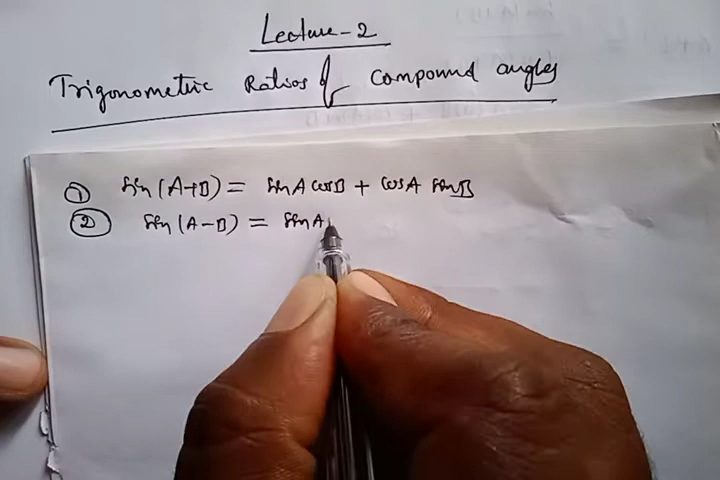 Lecture-2
Trigonometric Ratios of Compound angles
① Sin(A+B) = SinA cosB + cosA sinB
② Sin(A-B) = SinA